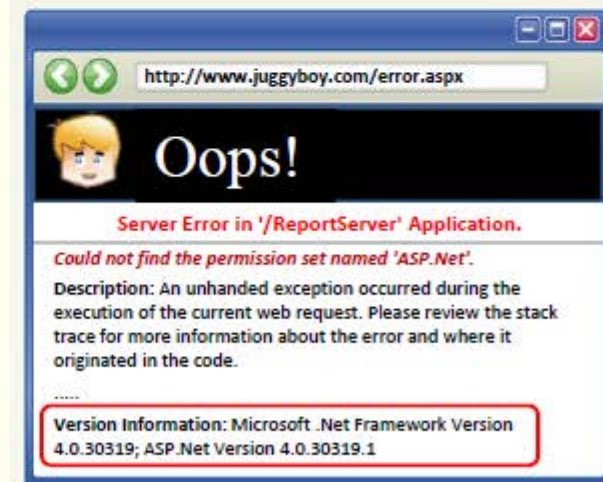 http://www.juggyboy.com/error.aspx
Oops!
Server Error in '/ReportServer' Application.
Could not find the permission set named 'ASP.Net'.
Description: An unhanded exception occurred during the
execution of the current web request. Please review the stack
trace for more information about the error and where it
originated in the code.
.....
Version Information: Microsoft .Net Framework Version
4.0.30319; ASP.Net Version 4.0.30319.1